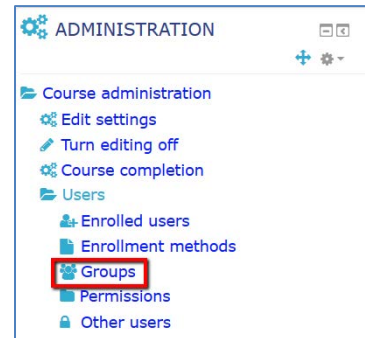 ADMINISTRATION
Course administration
Edit settings
Turn editing off
Course completion
Users
Enrolled users
Enrollment methods
Groups
Permissions
Other users